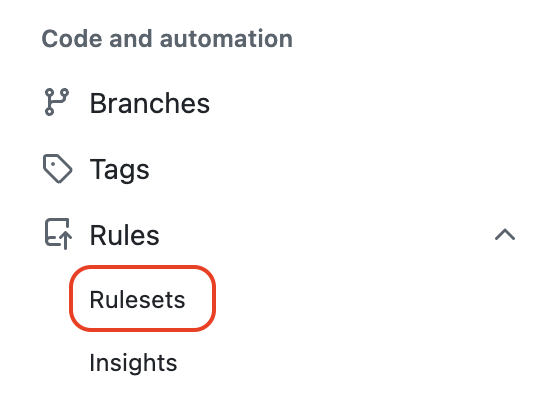 Code and automation
Branches
Tags
Rules
Rulesets
Insights